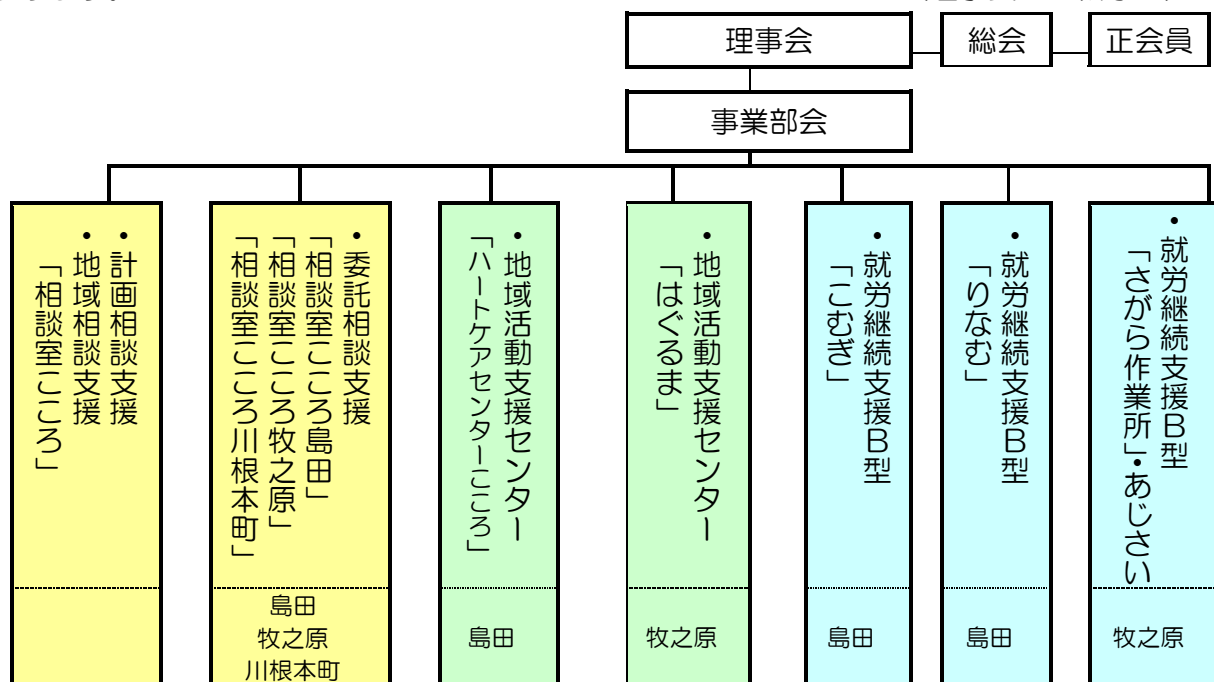 理事会
総会
正会員
事業部会
・計画相談支援
・地域相談支援
「相談室こころ」
・委託相談支援
「相談室こころ島田」
「相談室こころ牧之原」
「相談室こころ川根本町」
島田
牧之原
川根本町
・地域活動支援センター
「ハートケアセンターこころ」
島田
・地域活動支援センター
「はぐるま」
牧之原
・就労継続支援B型
「こむぎ」
島田
・就労継続支援B型
「りなむ」
島田
・就労継続支援B型
「さがら作業所」・あじさい
牧之原